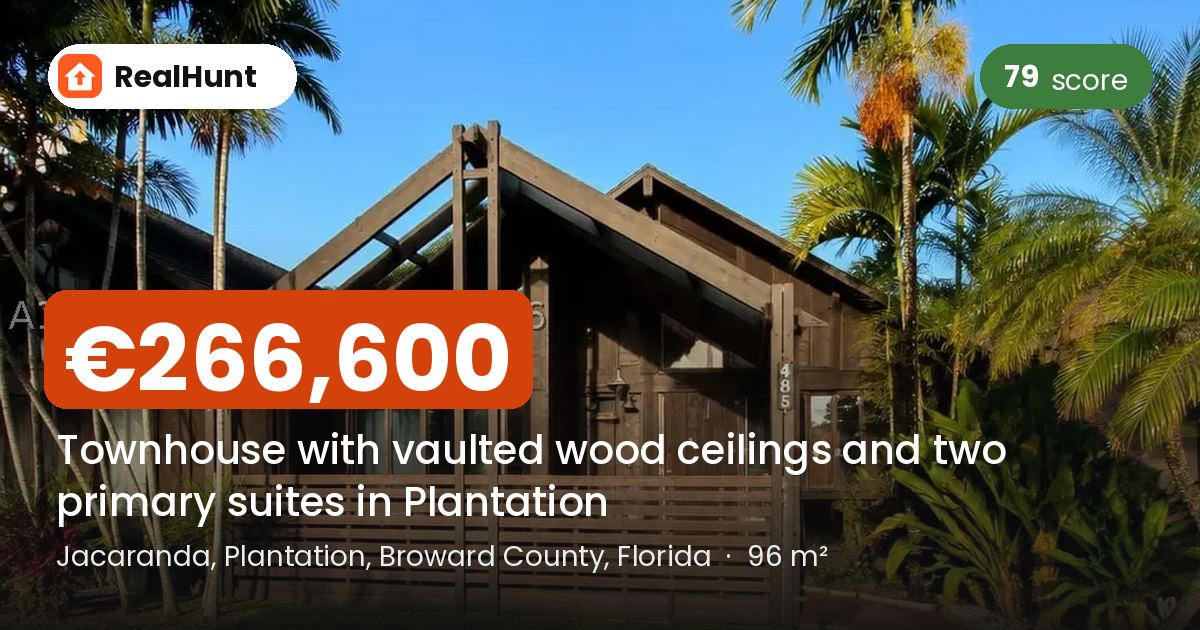 RealHunt
79 score
€266,600
485
Townhouse with vaulted wood ceilings and two
primary suites in Plantation
Jacaranda, Plantation, Broward County, Florida · 96 m²